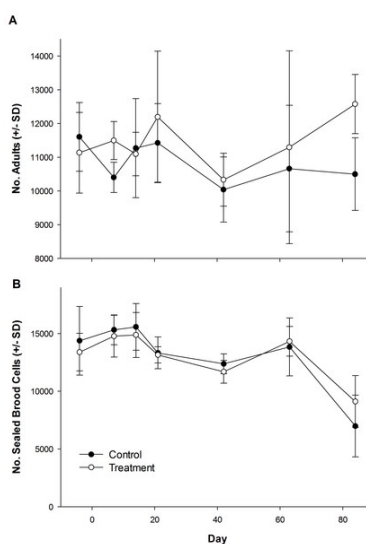 A
14000
13000
12000
11000
10000
9000
8000
No. Adults (+/- SD)
B
15000
10000
5000
0
No. Sealed Brood Cells (+/- SD)
Control
Treatment
0 20 40 60 80
Day